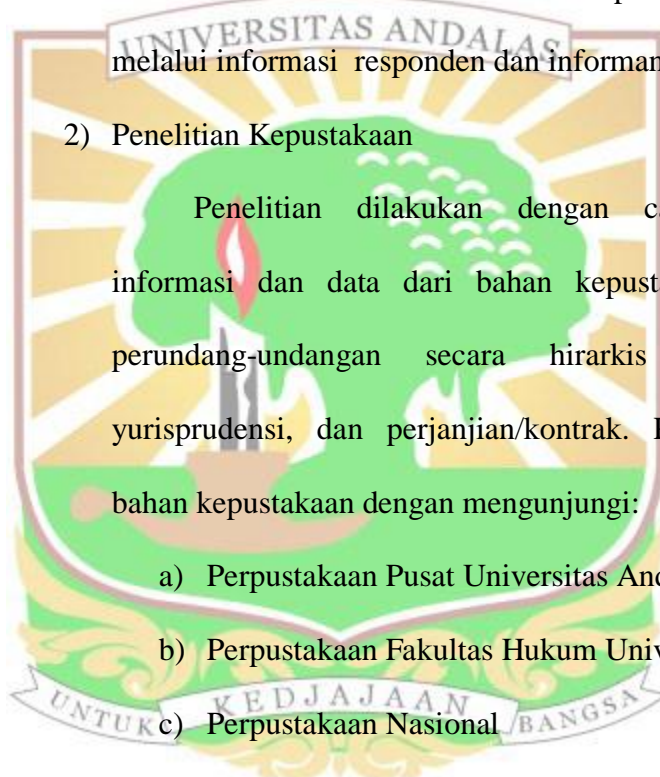 UNIVERSITAS ANDALAS
melalui informasi responden dan informan
2) Penelitian Kepustakaan
Penelitian dilakukan dengan
informasi dan data dari bahan
perundang-undangan secara hirarkis
yurisprudensi, dan perjanjian/kontrak.
bahan kepustakaan dengan mengunjungi:
a) Perpustakaan Pusat Universitas
b) Perpustakaan Fakultas Hukum
c) Perpustakaan Nasional
UNTUK KEDJAJAAN BANGSA